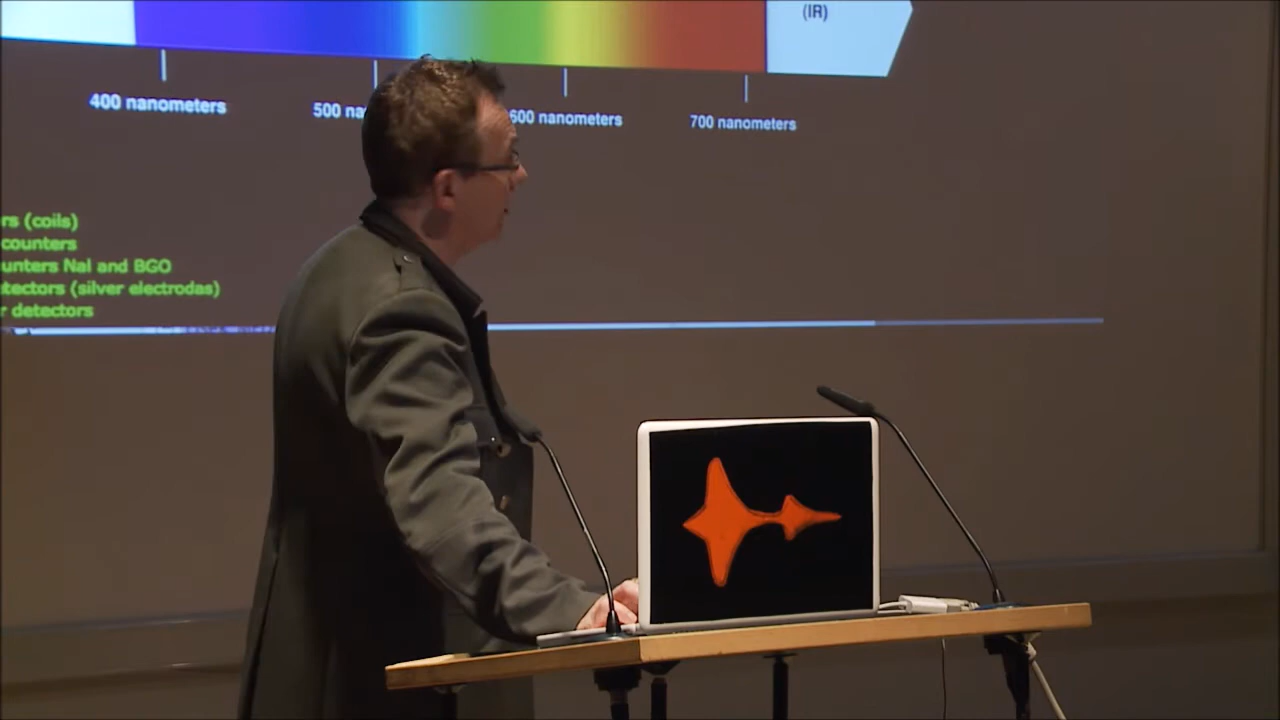 (IR)
400 nanometers
500 na
600 nanometers
700 nanometers
rs (coils)
counters
unters NaI and BGO
tectors (silver electrodas)
r detectors